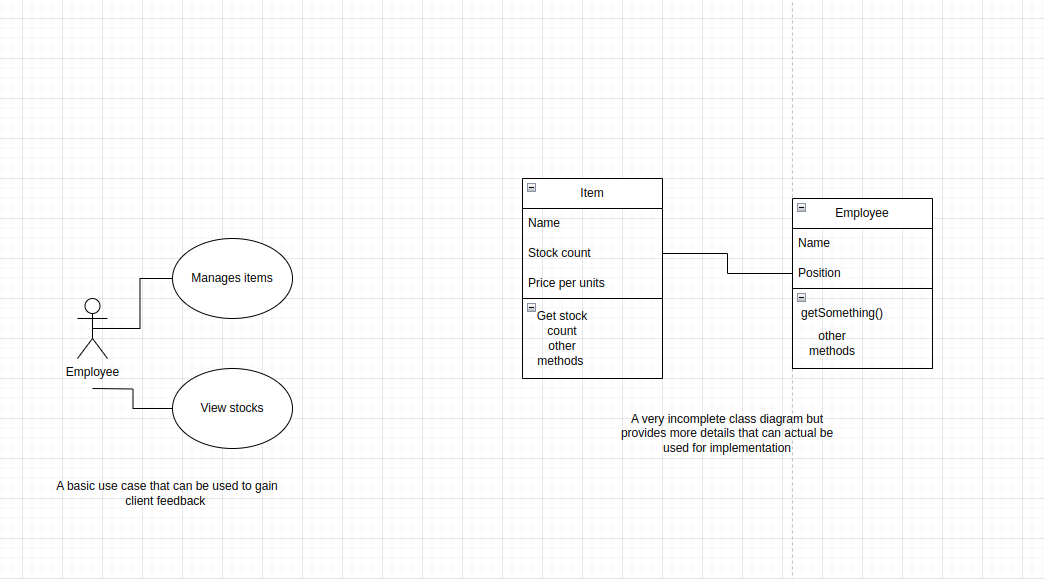 Manages items
Employee
View stocks
A basic use case that can be used to gain
client feedback
Item
Name
Stock count
Price per units
Get stock
count
other
methods
Employee
Name
Position
getSomething()
other
methods
A very incomplete class diagram but
provides more details that can actual be
used for implementation